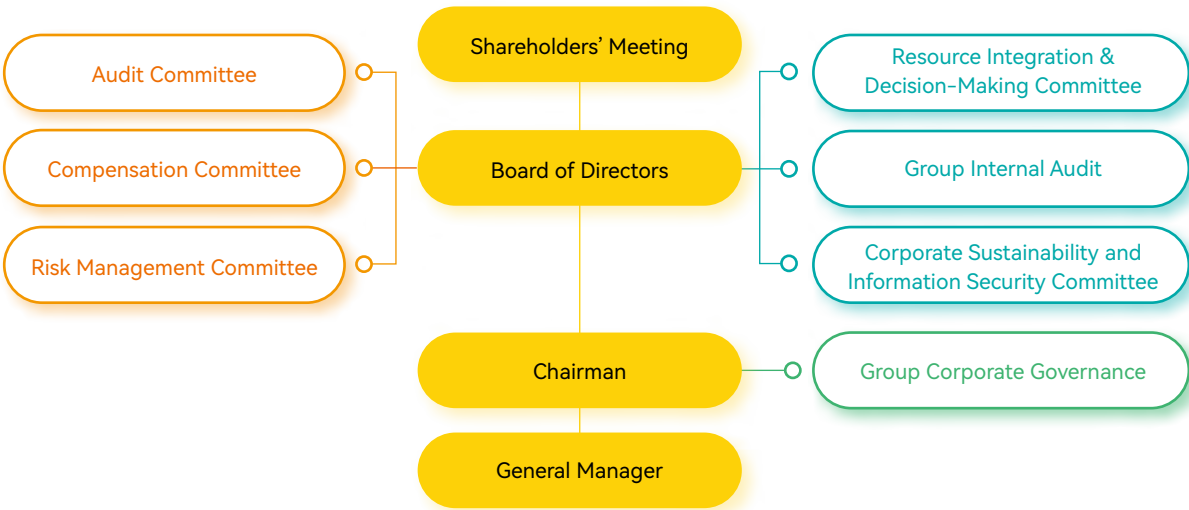 Shareholders’ Meeting
Audit Committee
Compensation Committee
Risk Management Committee
Board of Directors
Resource Integration &
Decision-Making Committee
Group Internal Audit
Corporate Sustainability and
Information Security Committee
Chairman
Group Corporate Governance
General Manager